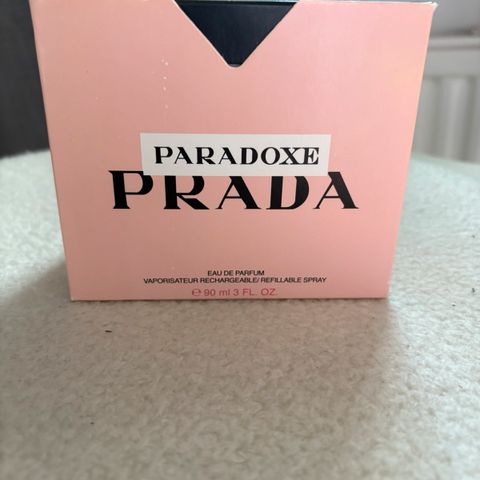 PARADOXE
PRADA
EAU DE PARFUM
VAPORISATEUR RECHARGEABLE/ REFILLABLE SPRAY
℮ 90 ml 3 FL. OZ.